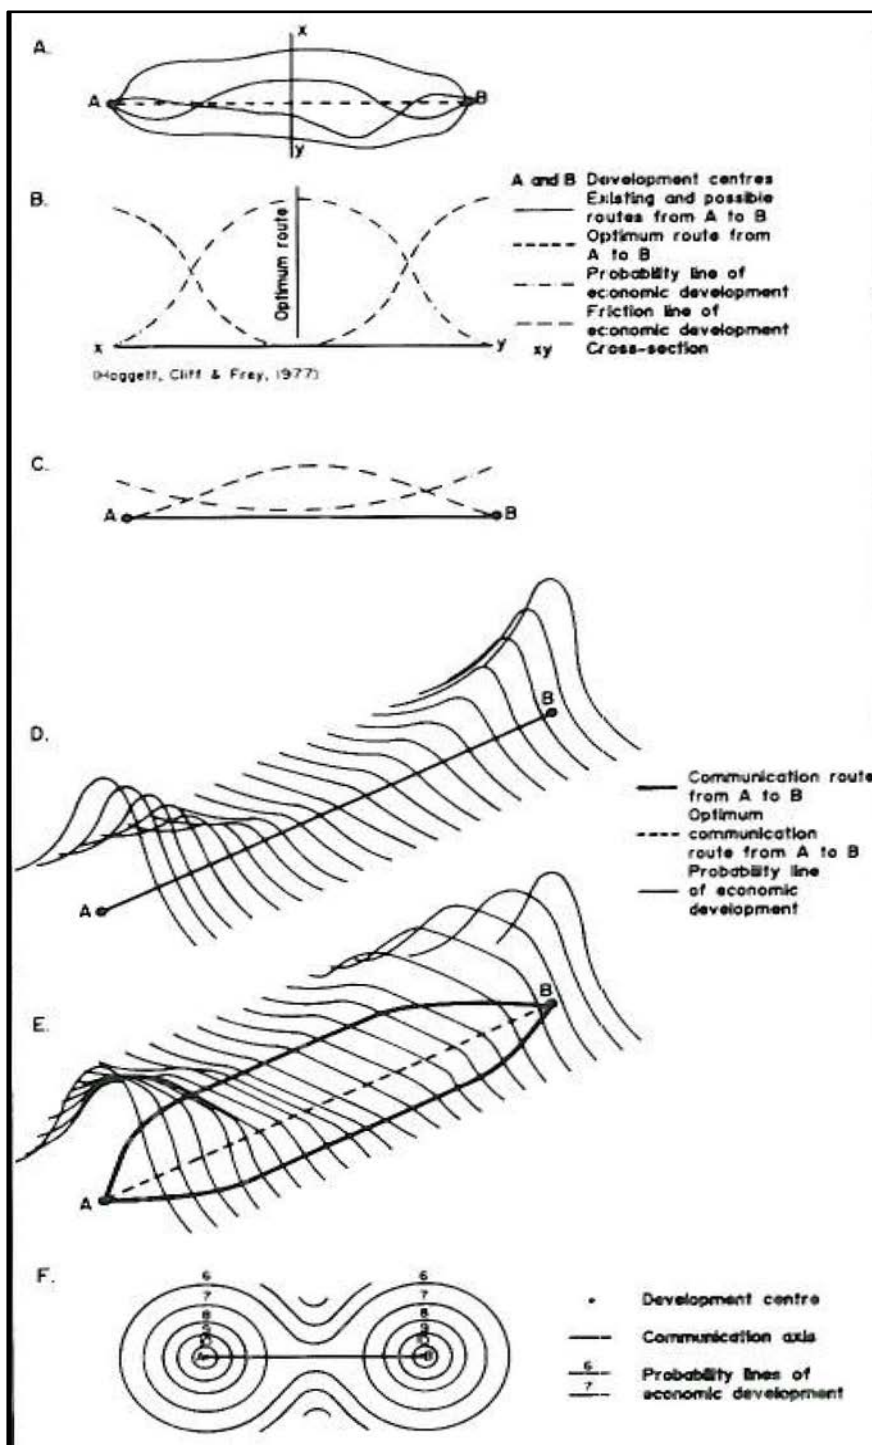 A.
x
A
B
y
B.
Optimum route
x
y
(Haggett, Cliff & Frey, 1977)
A and B Development centres
Existing and possible
routes from A to B
Optimum route from
A to B
Probability line of
economic development
Friction line of
economic development
xy Cross-section
C.
A
B
D.
A
B
Communication route
from A to B
Optimum
communication
route from A to B
Probability line
of economic
development
E.
A
B
F.
6
7
8
9
10
A
6
7
8
9
10
B
Development centre
Communication axis
6
7
Probability lines of
economic development